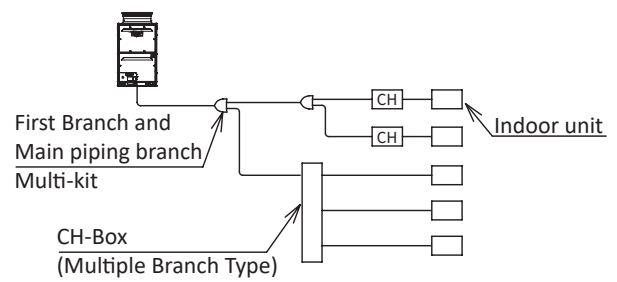 CH
First Branch and
Main piping branch
Multi-kit
CH
Indoor unit
CH-Box
(Multiple Branch Type)